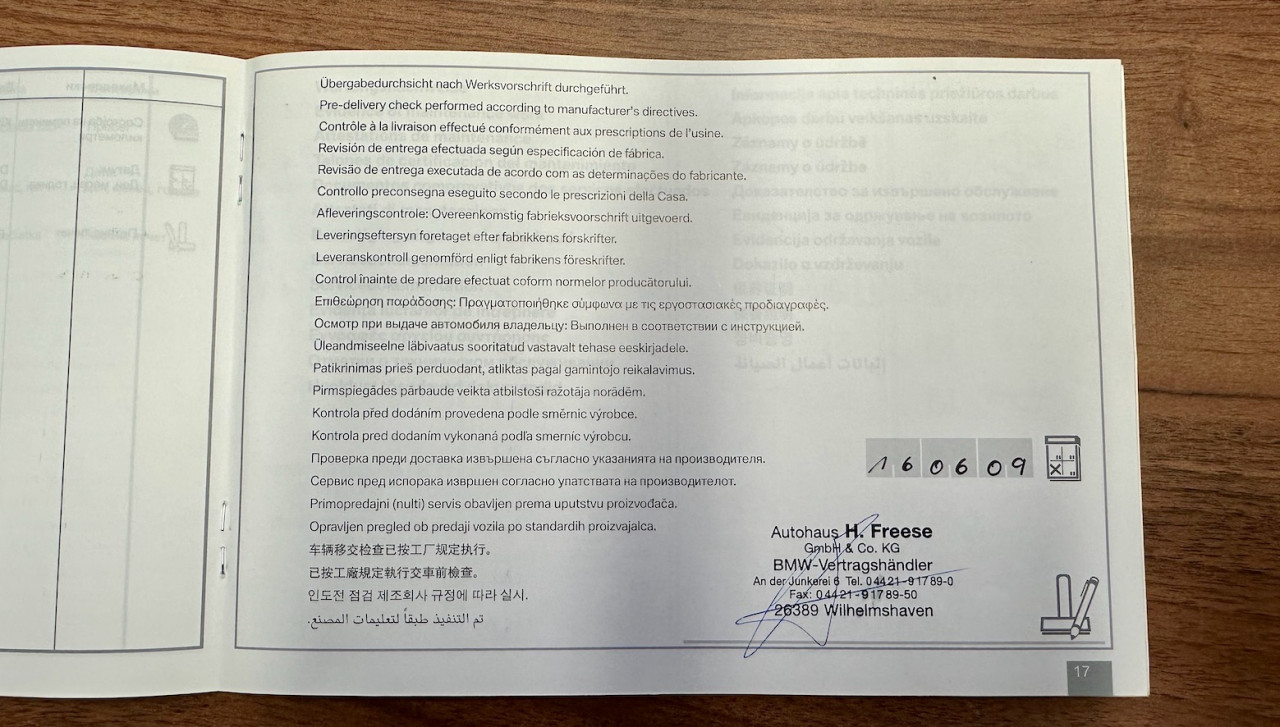 Übergabedurchsicht nach Werksvorschrift durchgeführt.
Pre-delivery check performed according to manufacturer's directives.
Contrôle à la livraison effectué conformément aux prescriptions de l'usine.
Revisión de entrega efectuada según especificación de fábrica.
Revisão de entrega executada de acordo com as determinações do fabricante.
Controllo preconsegna eseguito secondo le prescrizioni della Casa.
Afleveringscontrole: Overeenkomstig fabrieksvoorschrift uitgevoerd.
Leveringseftersyn foretaget efter fabrikkens forskrifter.
Leveranskontroll genomförd enligt fabrikens föreskrifter.
Control înainte de predare efectuat coform normelor producătorului.
Επιθεώρηση παράδοσης: Πραγματοποιήθηκε σύμφωνα με τις εργοστασιακές προδιαγραφές.
Осмотр при выдаче автомобиля владельцу: Выполнен в соответствии с инструкцией.
Üleandmiseelne läbivaatus sooritatud vastavalt tehase eeskirjadele.
Patikrinimas prieš perduodant, atliktas pagal gamintojo reikalavimus.
Pirmspiegādes pārbaude veikta atbilstoši ražotāja norādēm.
Kontrola před dodáním provedena podle směrnic výrobce.
Kontrola pred dodaním vykonaná podľa smerníc výrobcu.
Проверка преди доставка извършена съгласно указанията на производителя.
Сервис пред испорака извршен согласно упатствата на производителот.
Primopredajni (nulti) servis obavljen prema uputstvu proizvođača.
Opravljen pregled ob predaji vozila po standardih proizvajalca.
车辆移交检查已按工厂规定执行。
已按工廠規定執行交車前檢查。
인도전 점검 제조회사 규정에 따라 실시.
تم التنفيذ طبقاً لتعليمات المصنع.
160609
Autohaus H. Freese
GmbH & Co. KG
BMW-Vertragshändler
An der Junkerei 6 Tel. 04421-91789-0
Fax: 04421-91789-50
26389 Wilhelmshaven
17